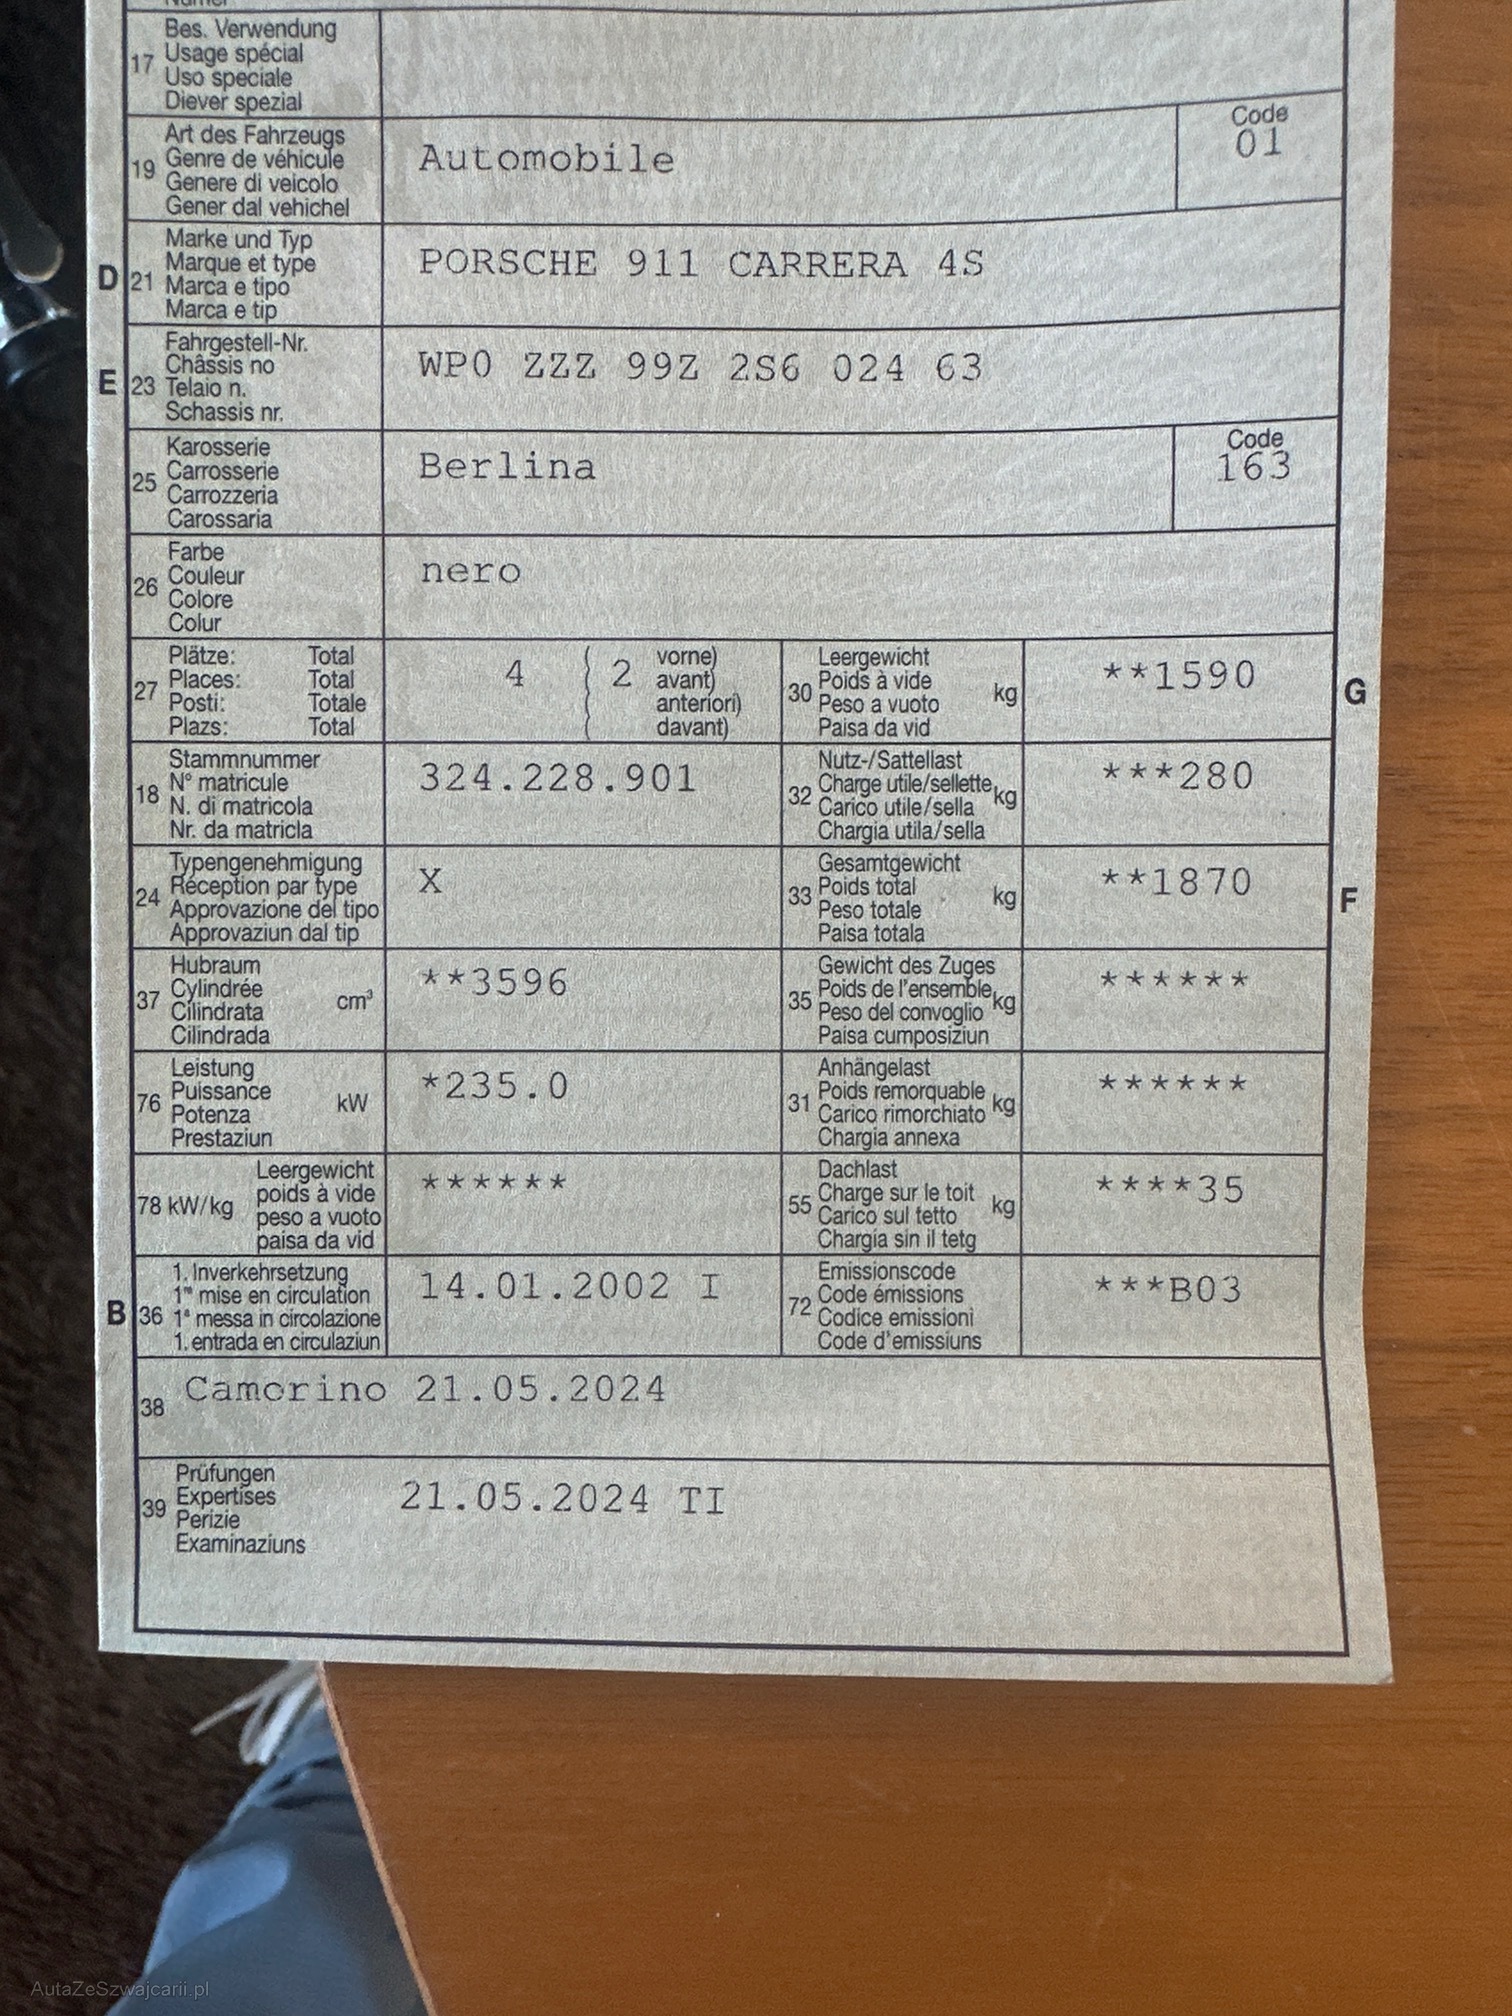 17 Bes. Verwendung
Usage spécial
Uso speciale
Diever spezial
19 Art des Fahrzeugs
Genre de véhicule
Genere di veicolo
Gener dal vehichel
Automobile
Code
01
D 21 Marke und Typ
Marque et type
Marca e tipo
Marca e tip
PORSCHE 911 CARRERA 4S
E 23 Fahrgestell-Nr.
Châssis no
Telaio n.
Schassis nr.
WP0 ZZZ 99Z 2S6 024 63
25 Karosserie
Carrosserie
Carrozzeria
Carossaria
Berlina
Code
163
26 Farbe
Couleur
Colore
Colur
nero
27 Plätze: Total
Places: Total
Posti: Totale
Plazs: Total
4 ( 2 vorne)
( avant)
( anteriori)
( davant)
30 Leergewicht
Poids à vide
Peso a vuoto
Paisa da vid
kg
**1590
G
18 Stammnummer
N° matricule
N. di matricola
Nr. da matricla
324.228.901
32 Nutz-/Sattellast
Charge utile/sellette
Carico utile/sella
Chargia utila/sella
kg
***280
24 Typengenehmigung
Réception par type
Approvazione del tipo
Approvaziun dal tip
X
33 Gesamtgewicht
Poids total
Peso totale
Paisa totala
kg
**1870
F
37 Hubraum
Cylindrée
Cilindrata
Cilindrada
cm³
**3596
35 Gewicht des Zuges
Poids de l'ensemble
Peso del convoglio
Paisa cumposiziun
kg
******
76 Leistung
Puissance
Potenza
Prestaziun
kW
*235.0
31 Anhängelast
Poids remorquable
Carico rimorchiato
Chargia annexa
kg
******
78 kW/kg Leergewicht
poids à vide
peso a vuoto
paisa da vid
******
55 Dachlast
Charge sur le toit
Carico sul tetto
Chargia sin il tetg
kg
****35
B 36 1. Inverkehrsetzung
1re mise en circulation
1a messa in circolazione
1. entrada en circulaziun
14.01.2002 I
72 Emissionscode
Code émissions
Codice emissioni
Code d'emissiuns
***B03
38 Camorino 21.05.2024
39 Prüfungen
Expertises
Perizie
Examinaziuns
21.05.2024 TI
AutaZeSzwajcarii.pl